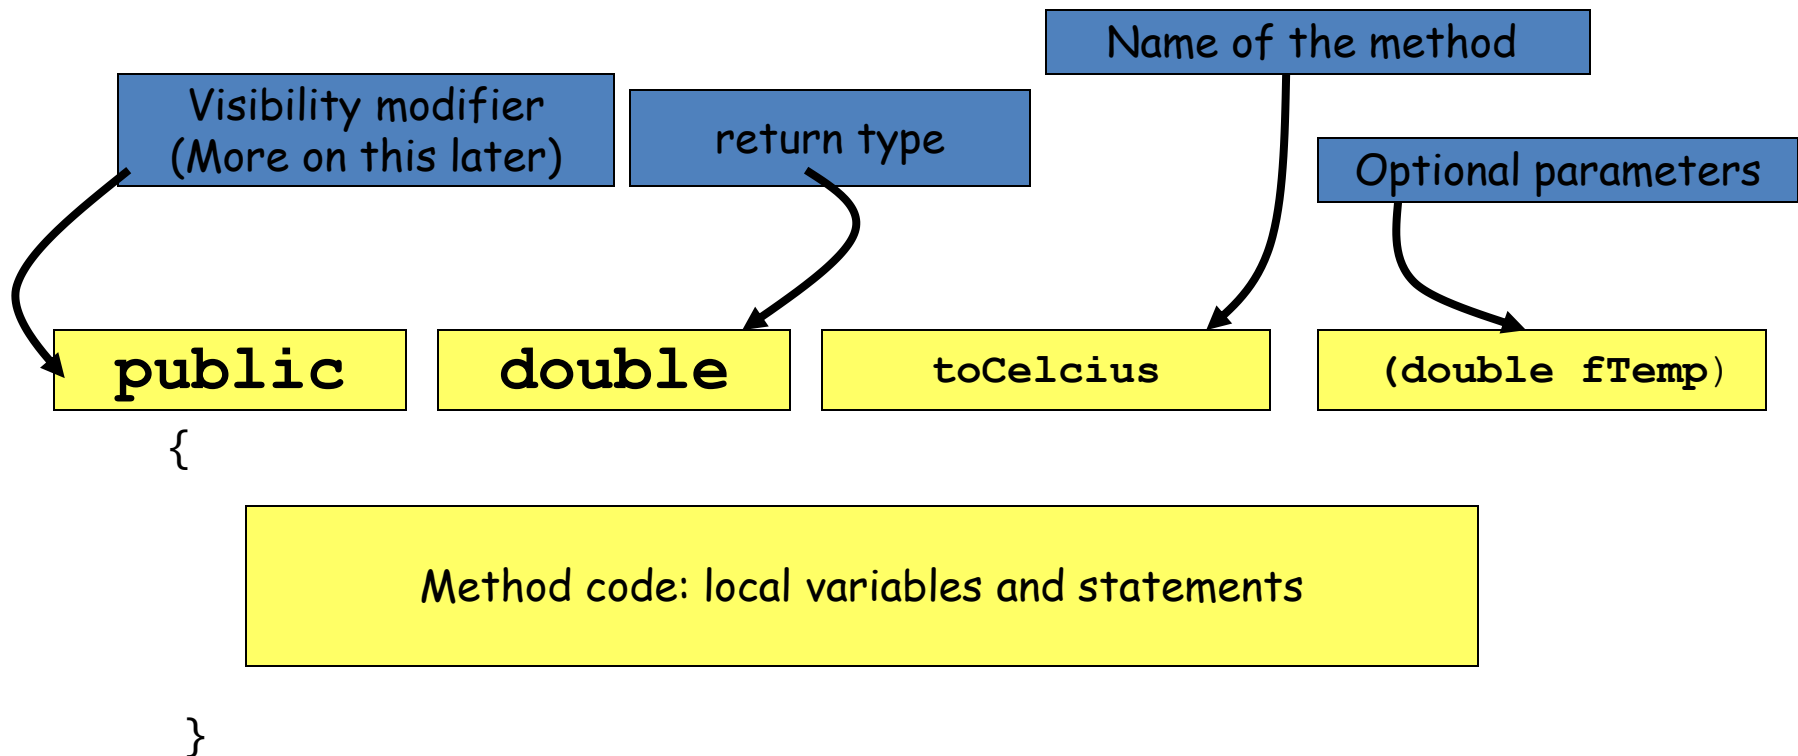 Name of the method
Visibility modifier
(More on this later)
return type
Optional parameters
public double toCelcius (double fTemp)
{
Method code: local variables and statements
}